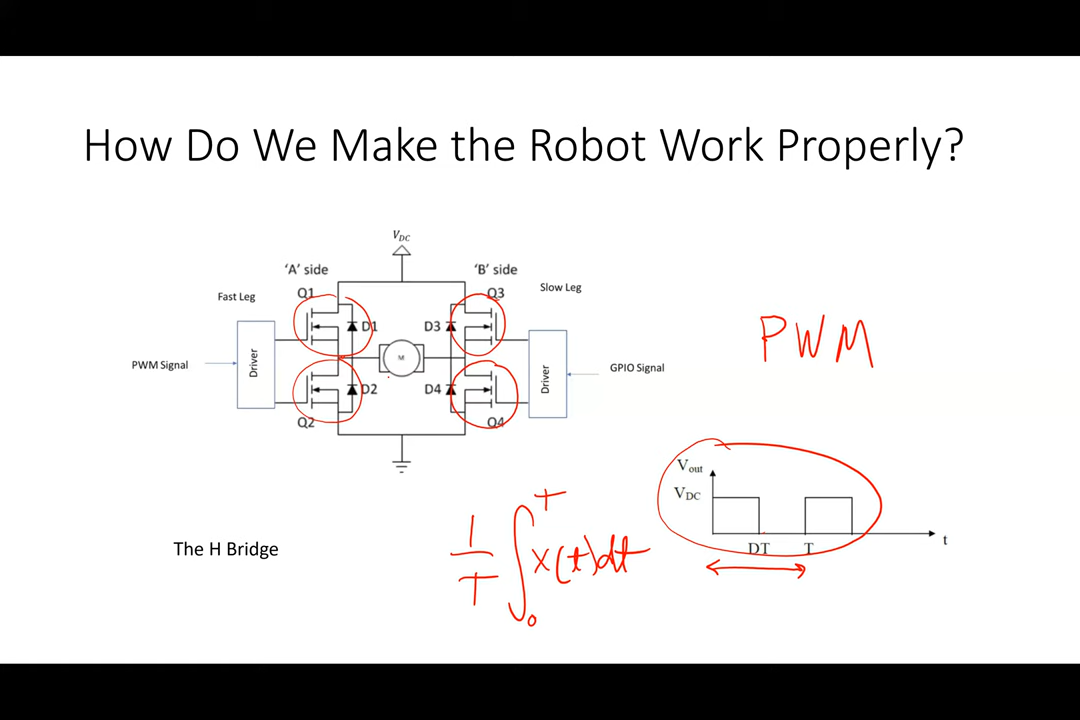 How Do We Make the Robot Work Properly?
V_DC
'A' side
'B' side
Q1
Q3
Fast Leg
Slow Leg
D1
D3
Driver
M
Driver
PWM Signal
GPIO Signal
D2
D4
Q2
Q4
PWM
V_out
V_DC
DT
T
t
The H Bridge
1/T ∫₀ᵀ x(t)dt